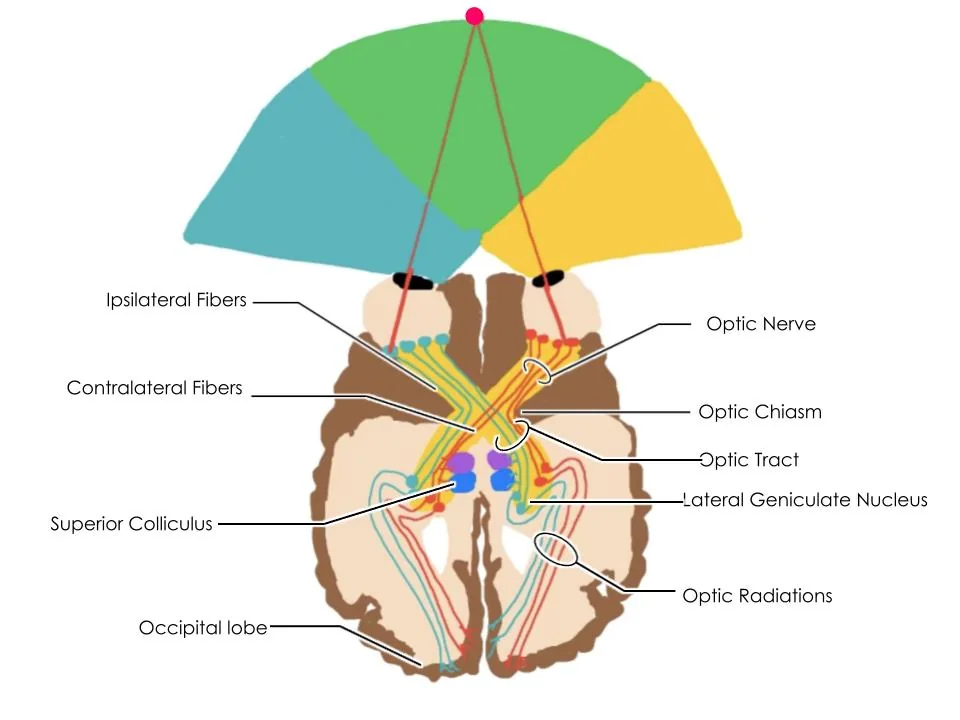 Ipsilateral Fibers
Optic Nerve
Contralateral Fibers
Optic Chiasm
Optic Tract
Lateral Geniculate Nucleus
Superior Colliculus
Optic Radiations
Occipital lobe